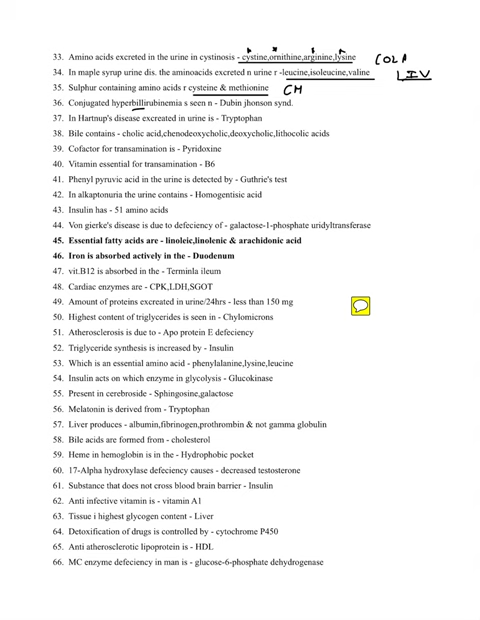 33. Amino acids excreted in the urine in cystinosis - cystine,ornithine,arginine,lysine COLA
34. In maple syrup urine dis. the aminoacids excreted n urine r -leucine,isoleucine,valine L I V
35. Sulphur containing amino acids r cysteine & methionine CM
36. Conjugated hyperbillirubinemia s seen n - Dubin jhonson synd.
37. In Hartnup's disease excreated in urine is - Tryptophan
38. Bile contains - cholic acid,chenodeoxycholic,deoxycholic,lithocolic acids
39. Cofactor for transamination is - Pyridoxine
40. Vitamin essential for transamination - B6
41. Phenyl pyruvic acid in the urine is detected by - Guthrie's test
42. In alkaptonuria the urine contains - Homogentisic acid
43. Insulin has - 51 amino acids
44. Von gierke's disease is due to defeciency of - galactose-1-phosphate uridyltransferase
45. Essential fatty acids are - linoleic,linolenic & arachidonic acid
46. Iron is absorbed actively in the - Duodenum
47. vit.B12 is absorbed in the - Terminla ileum
48. Cardiac enzymes are - CPK,LDH,SGOT
49. Amount of proteins excreated in urine/24hrs - less than 150 mg
50. Highest content of triglycerides is seen in - Chylomicrons
51. Atherosclerosis is due to - Apo protein E defeciency
52. Triglyceride synthesis is increased by - Insulin
53. Which is an essential amino acid - phenylalanine,lysine,leucine
54. Insulin acts on which enzyme in glycolysis - Glucokinase
55. Present in cerebroside - Sphingosine,galactose
56. Melatonin is derived from - Tryptophan
57. Liver produces - albumin,fibrinogen,prothrombin & not gamma globulin
58. Bile acids are formed from - cholesterol
59. Heme in hemoglobin is in the - Hydrophobic pocket
60. 17-Alpha hydroxylase defeciency causes - decreased testosterone
61. Substance that does not cross blood brain barrier - Insulin
62. Anti infective vitamin is - vitamin A1
63. Tissue i highest glycogen content - Liver
64. Detoxification of drugs is controlled by - cytochrome P450
65. Anti atherosclerotic lipoprotein is - HDL
66. MC enzyme defeciency in man is - glucose-6-phosphate dehydrogenase